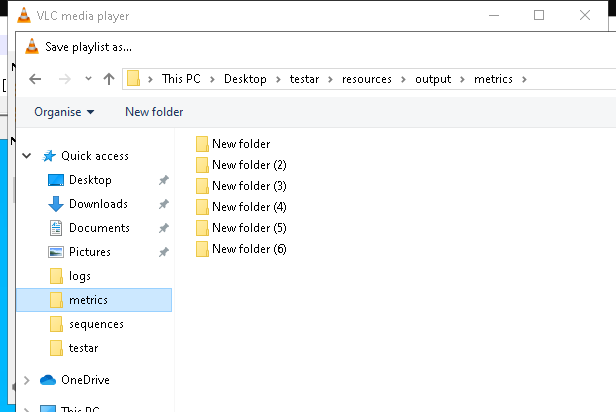 VLC media player
Save playlist as...
This PC > Desktop > testar > resources > output > metrics >
Organise New folder
Quick access
Desktop
Downloads
Documents
Pictures
logs
metrics
sequences
testar
OneDrive
This PC
New folder
New folder (2)
New folder (3)
New folder (4)
New folder (5)
New folder (6)